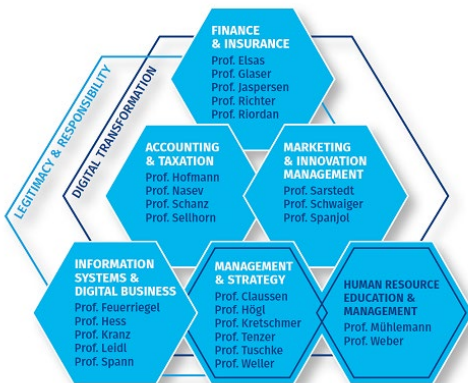 FINANCE
& INSURANCE
Prof. Elsas
Prof. Glaser
Prof. Jaspersen
Prof. Richter
Prof. Riordan
LEGITIMACY & RESPONSIBILITY
DIGITAL TRANSFORMATION
ACCOUNTING
& TAXATION
Prof. Hofmann
Prof. Nasev
Prof. Schanz
Prof. Sellhorn
MARKETING
& INNOVATION
MANAGEMENT
Prof. Sarstedt
Prof. Schwaiger
Prof. Spanjol
INFORMATION
SYSTEMS &
DIGITAL BUSINESS
Prof. Feuerriegel
Prof. Hess
Prof. Kranz
Prof. Leidl
Prof. Spann
MANAGEMENT
& STRATEGY
Prof. Claussen
Prof. Högl
Prof. Kretschmer
Prof. Tenzer
Prof. Tuschke
Prof. Weller
HUMAN RESOURCE
EDUCATION &
MANAGEMENT
Prof. Mühlemann
Prof. Weber